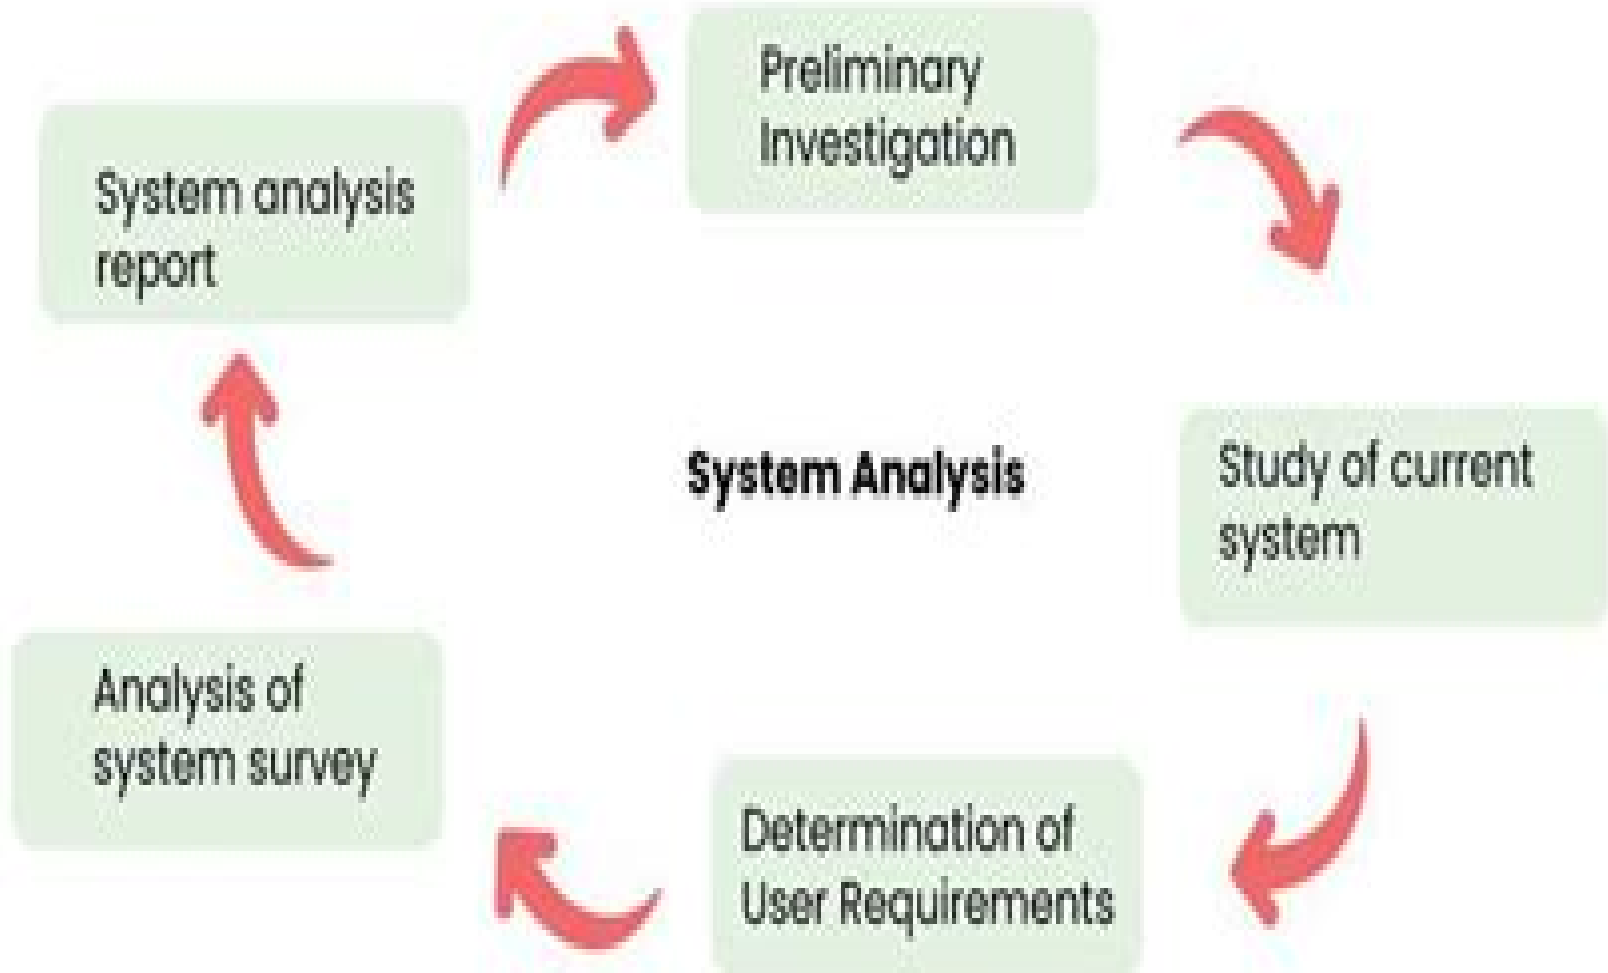 Preliminary
Investigation
System analysis
report
System Analysis
Study of current
system
Analysis of
system survey
Determination of
User Requirements